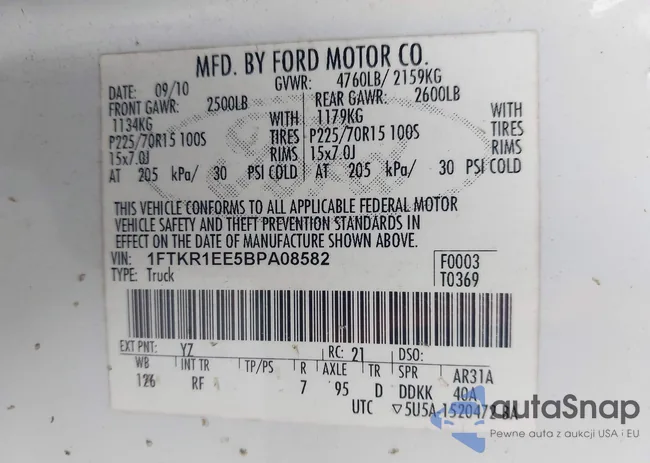 MFD. BY FORD MOTOR CO.
DATE: 09/10 GVWR: 4760LB/ 2159KG
FRONT GAWR: 2500LB REAR GAWR: 2600LB
1134KG WITH 1179KG WITH
P225/70R15 100S TIRES P225/70R15 100S TIRES
15x7.0J RIMS 15x7.0J RIMS
AT 205 kPa/ 30 PSI COLD AT 205 kPa/ 30 PSI COLD
Ford
THIS VEHICLE CONFORMS TO ALL APPLICABLE FEDERAL MOTOR
VEHICLE SAFETY AND THEFT PREVENTION STANDARDS IN
EFFECT ON THE DATE OF MANUFACTURE SHOWN ABOVE.
VIN: 1FTKR1EE5BPA08582 F0003
TYPE: Truck T0369
EXT PNT: YZ RC: 21 DSO:
WB INT TR TP/PS R AXLE TR SPR AR31A
126 RF 7 95 D DDKK 40A
UTC ▽5U5A-1520472-BA
autaSnap
Pewne auta z aukcji USA i EU